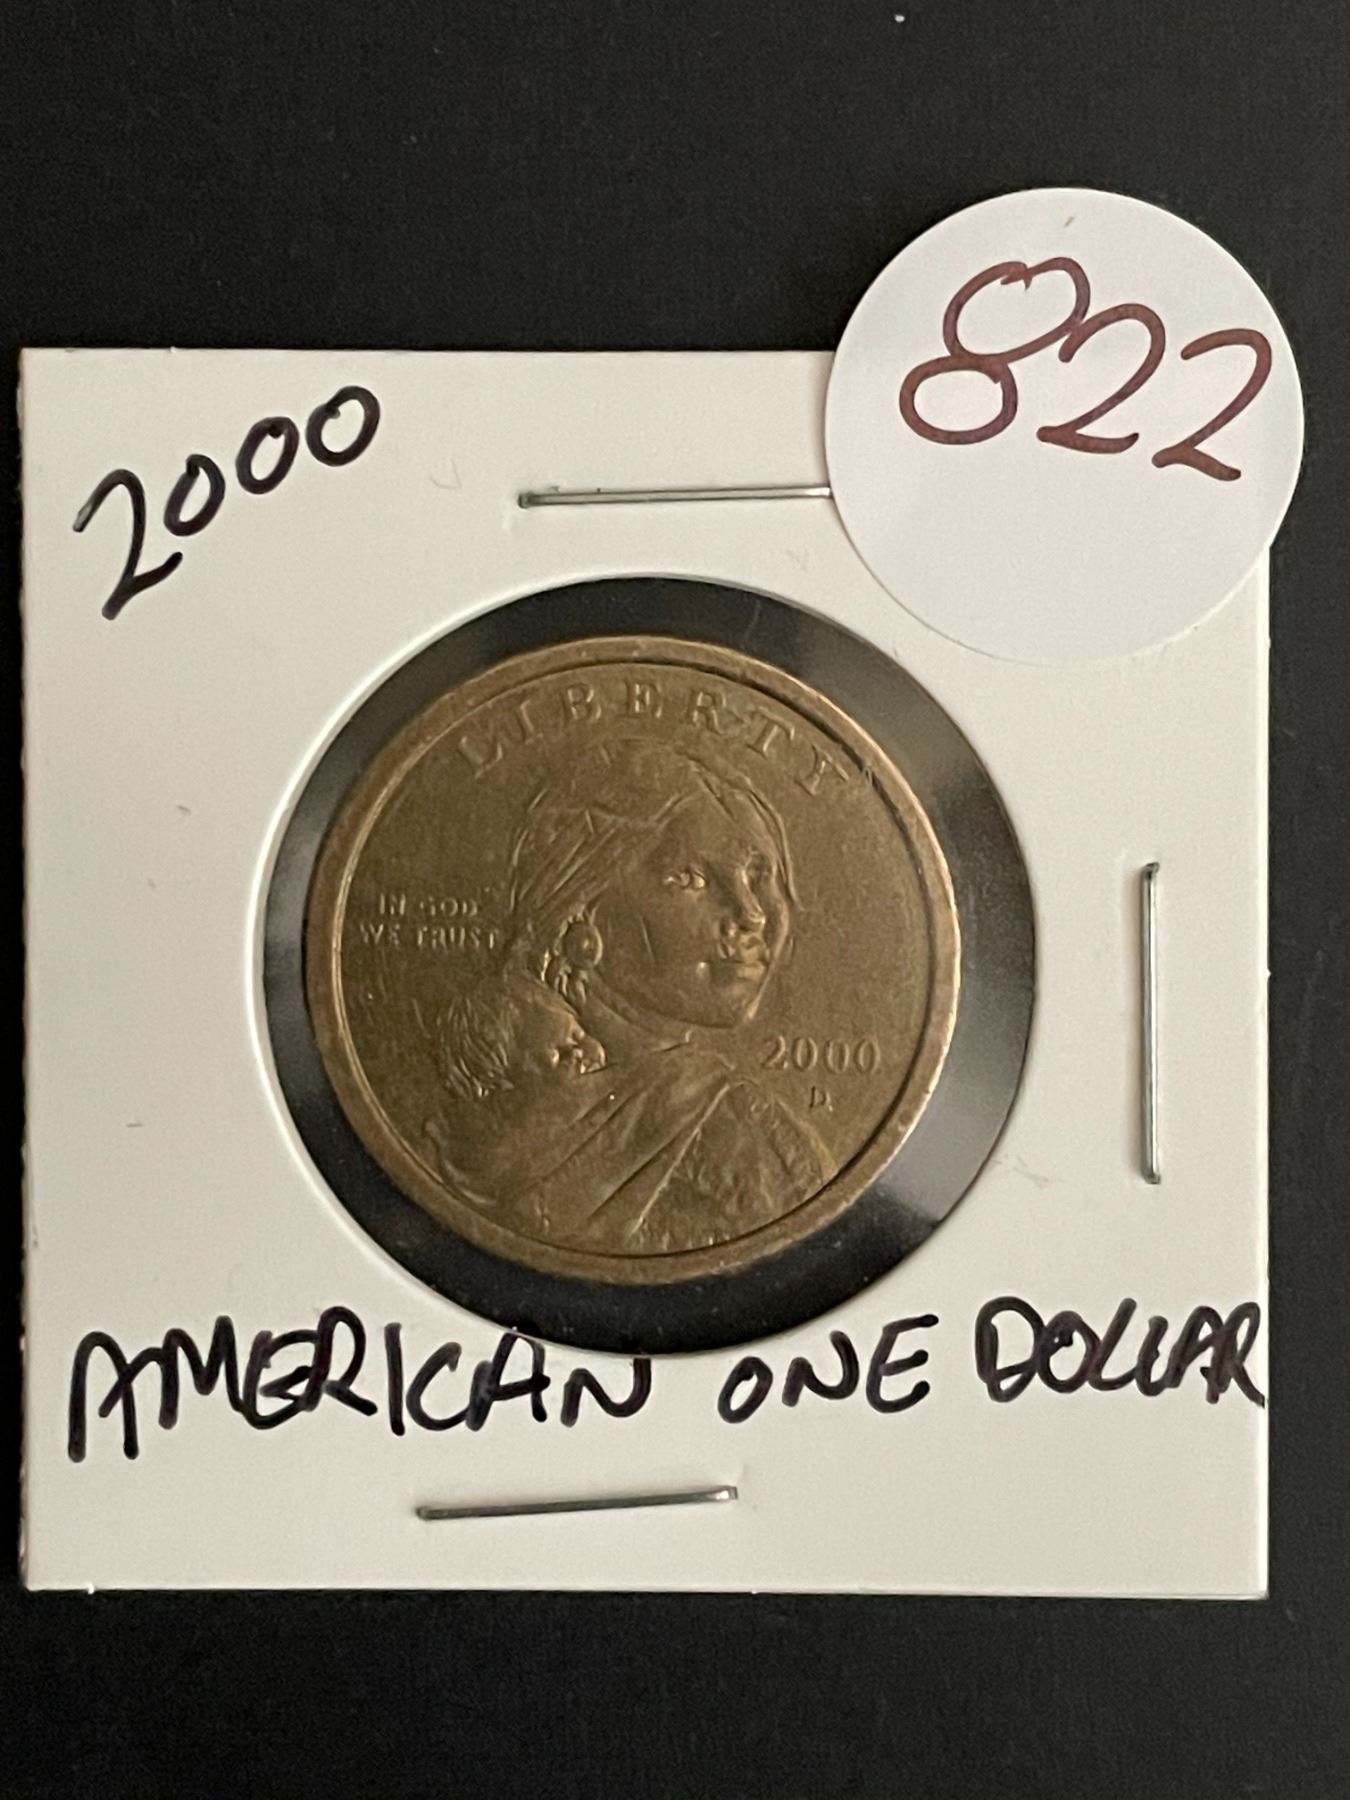 822
2000
LIBERTY
IN GOD
WE TRUST
2000
D
AMERICAN ONE DOLLAR